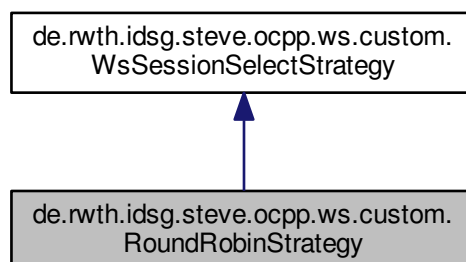 de.rwth.idsg.steve.ocpp.ws.custom.
WsSessionSelectStrategy
de.rwth.idsg.steve.ocpp.ws.custom.
RoundRobinStrategy